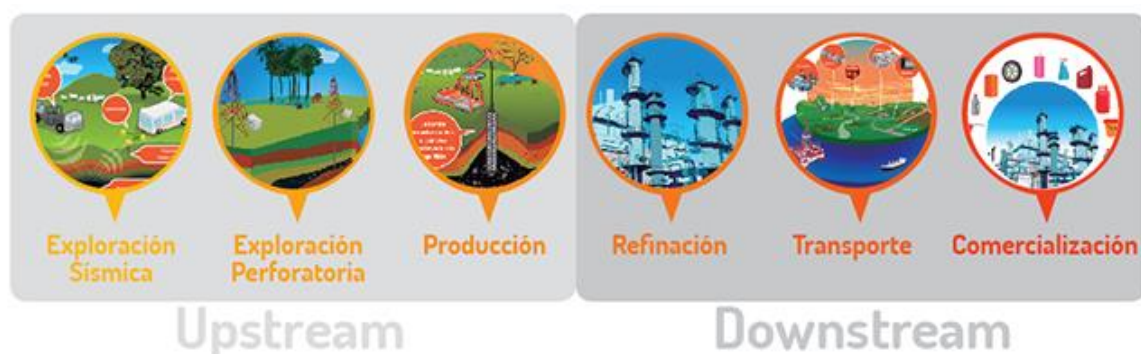 Exploración
Sísmica
Exploración
Perforatoria
Producción
Refinación
Transporte
Comercialización
Upstream
Downstream